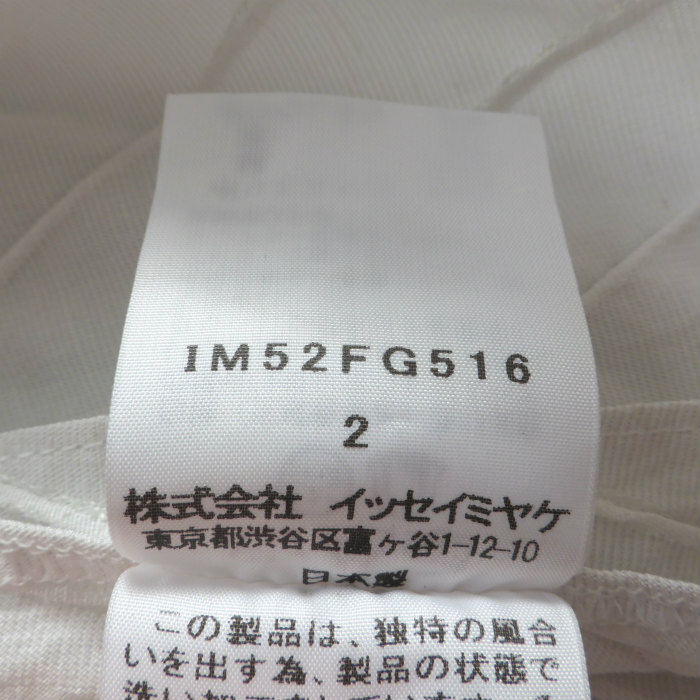 IM52FG516
2
株式会社 イッセイミヤケ
東京都渋谷区富ヶ谷1-12-10
日本製
この製品は、独特の風合
いを出す為、製品の状態で